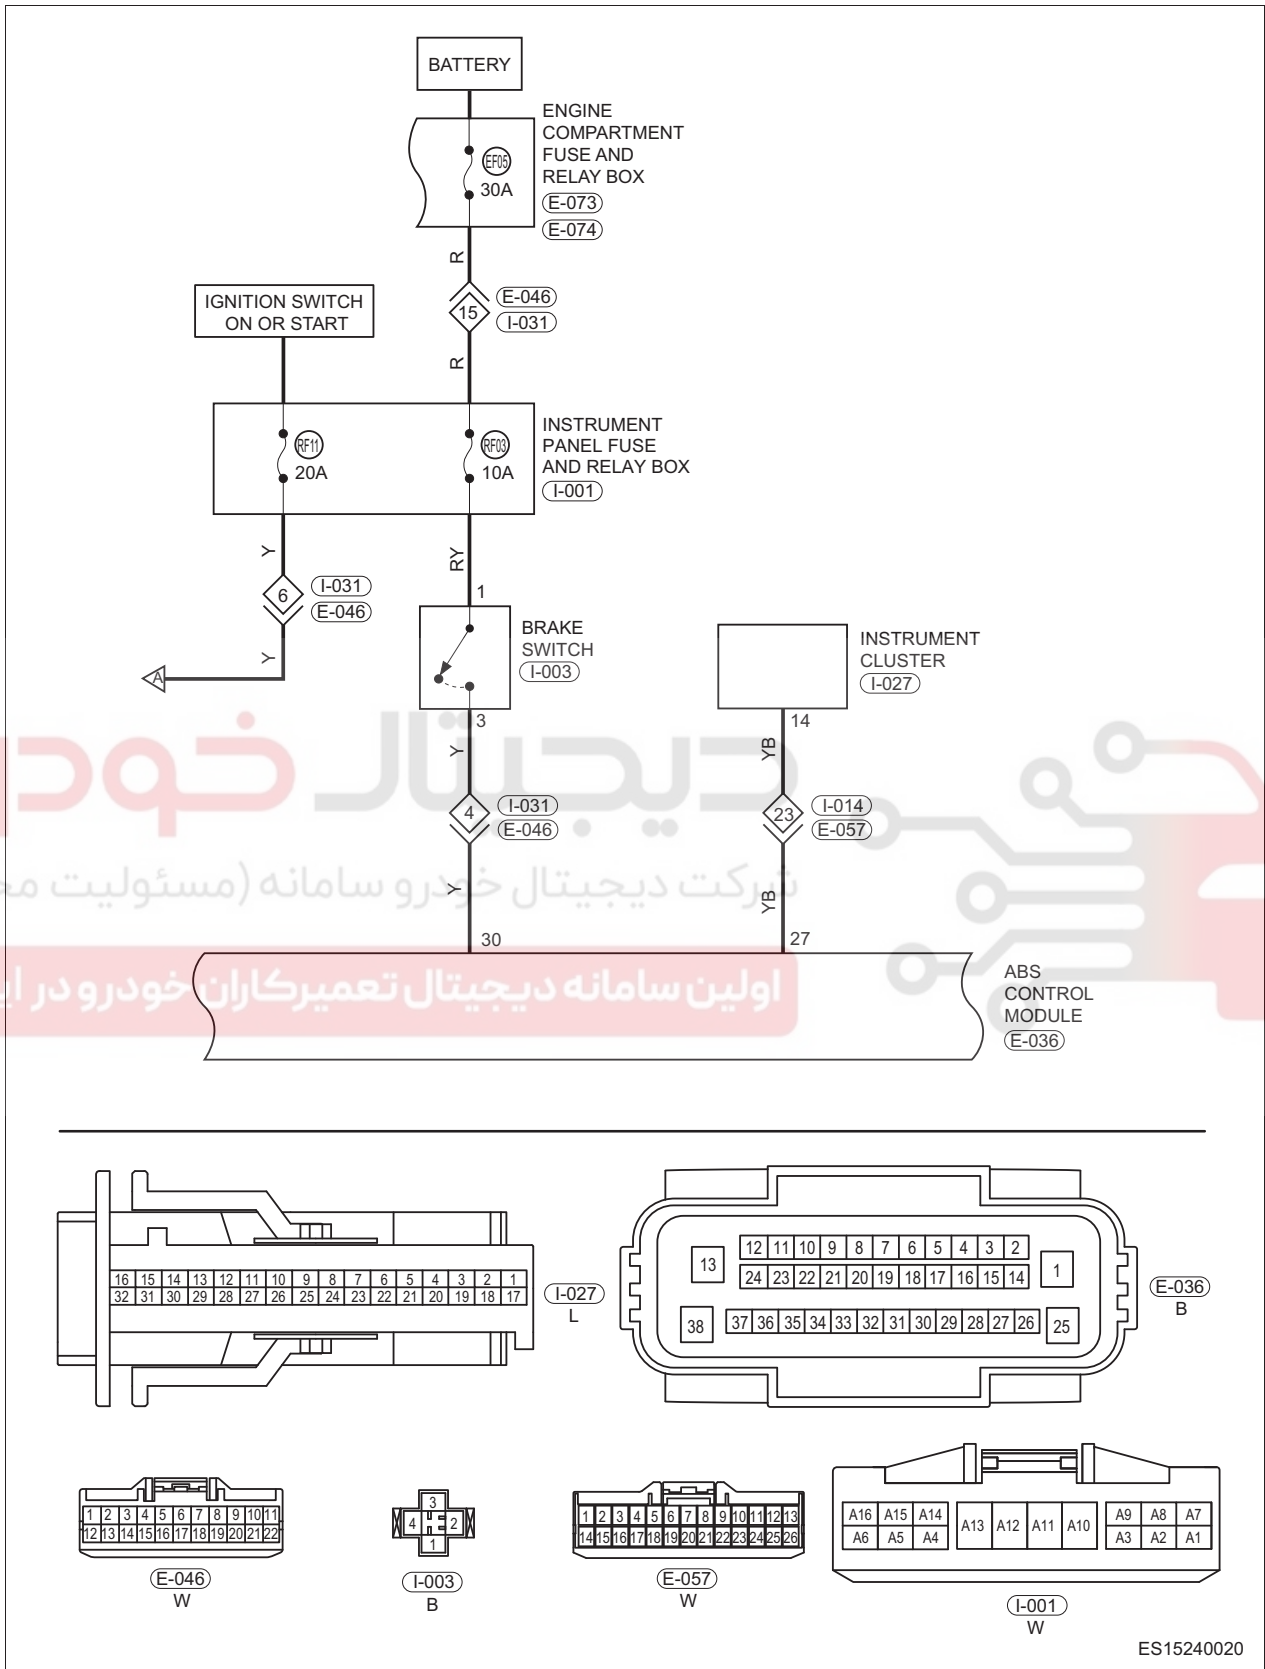 BATTERY
ENGINE
COMPARTMENT
FUSE AND
RELAY BOX
EF05
30A
E-073
E-074
R
E-046
15
I-031
R
IGNITION SWITCH
ON OR START
INSTRUMENT
PANEL FUSE
AND RELAY BOX
I-001
RF11
20A
RF03
10A
Y
RY
6
I-031
E-046
Y
A
1
BRAKE
SWITCH
I-003
3
INSTRUMENT
CLUSTER
I-027
14
Y
YB
4
I-031
E-046
23
I-014
E-057
Y
YB
30
27
دیجیتال خودر
شرکت دیجیتال خودرو سامانه (مسئولیت
اولین سامانه دیجیتال تعمیرکاران خودرو در
ABS
CONTROL
MODULE
E-036
16 15 14 13 12 11 10 9 8 7 6 5 4 3 2 1
32 31 30 29 28 27 26 25 24 23 22 21 20 19 18 17
I-027
L
12 11 10 9 8 7 6 5 4 3 2
13
24 23 22 21 20 19 18 17 16 15 14
1
38
37 36 35 34 33 32 31 30 29 28 27 26
25
E-036
B
1 2 3 4 5 6 7 8 9 10 11
12 13 14 15 16 17 18 19 20 21 22
E-046
W
3
4 2
1
I-003
B
1 2 3 4 5 6 7 8 9 10 11 12 13
14 15 16 17 18 19 20 21 22 23 24 25 26
E-057
W
A16 A15 A14 A13 A12 A11 A10 A9 A8 A7
A6 A5 A4 A3 A2 A1
I-001
W
ES15240020